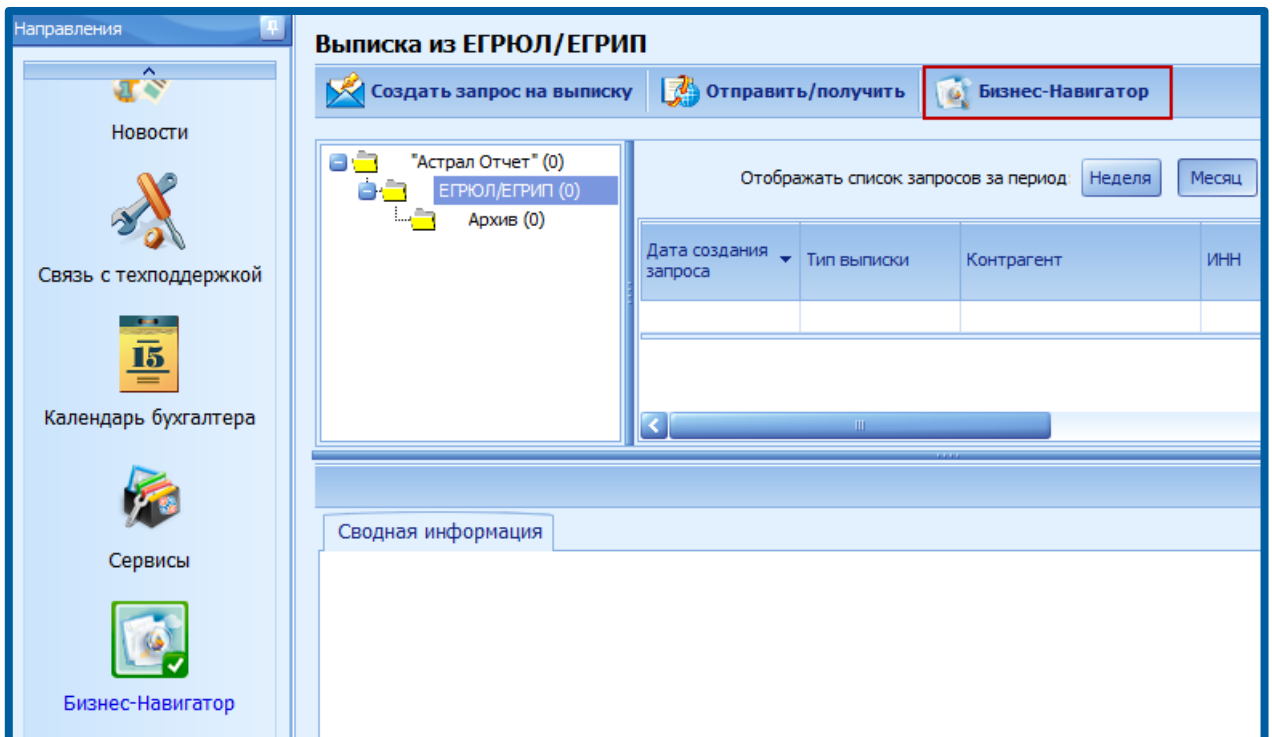 Направления
Новости
Связь с техподдержкой
15
Календарь бухгалтера
Сервисы
Бизнес-Навигатор
Выписка из ЕГРЮЛ/ЕГРИП
Создать запрос на выписку Отправить/получить Бизнес-Навигатор
"Астрал Отчет" (0)
ЕГРЮЛ/ЕГРИП (0)
Архив (0)
Отображать список запросов за период: Неделя Месяц
Дата создания запроса Тип выписки Контрагент ИНН
Сводная информация